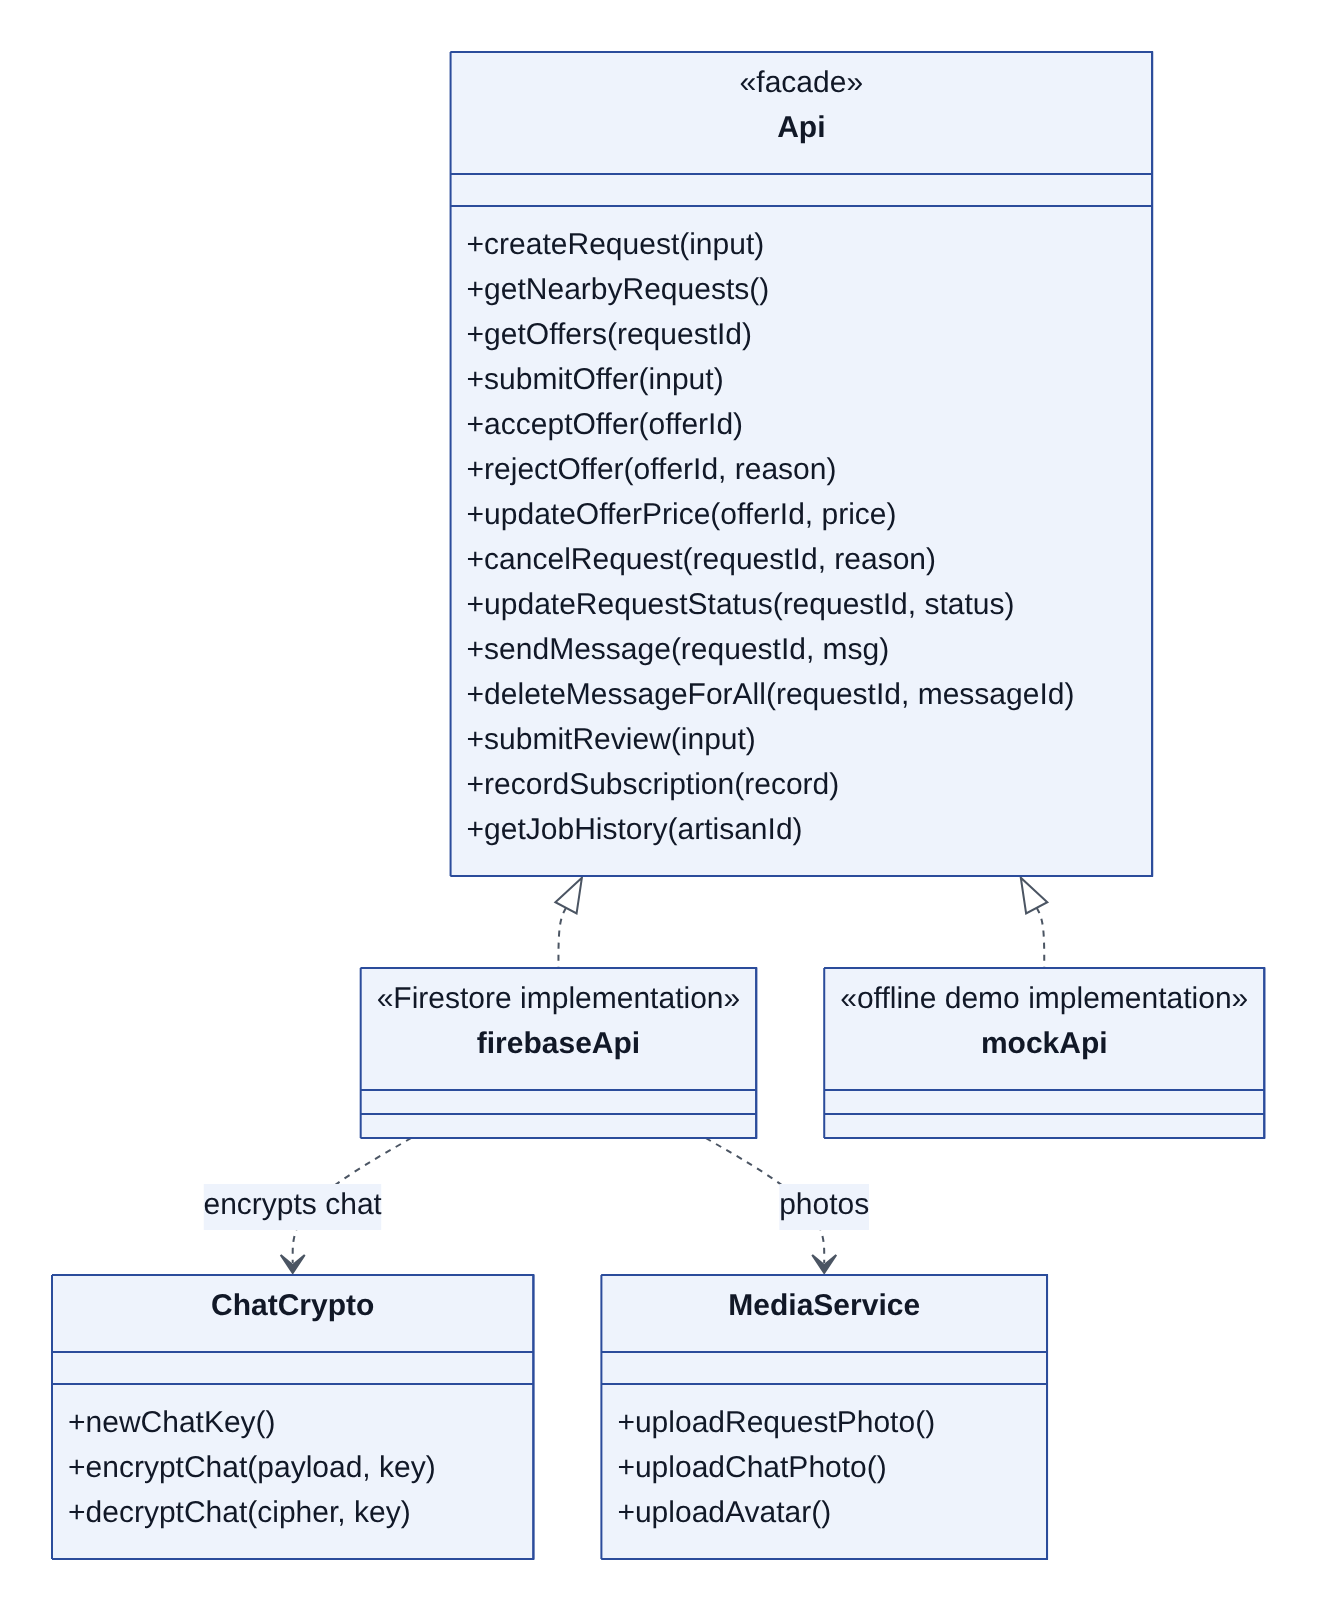 «facade»
Api
+createRequest(input)
+getNearbyRequests()
+getOffers(requestId)
+submitOffer(input)
+acceptOffer(offerId)
+rejectOffer(offerId, reason)
+updateOfferPrice(offerId, price)
+cancelRequest(requestId, reason)
+updateRequestStatus(requestId, status)
+sendMessage(requestId, msg)
+deleteMessageForAll(requestId, messageId)
+submitReview(input)
+recordSubscription(record)
+getJobHistory(artisanId)
«Firestore implementation»
firebaseApi
«offline demo implementation»
mockApi
encrypts chat
photos
ChatCrypto
+newChatKey()
+encryptChat(payload, key)
+decryptChat(cipher, key)
MediaService
+uploadRequestPhoto()
+uploadChatPhoto()
+uploadAvatar()